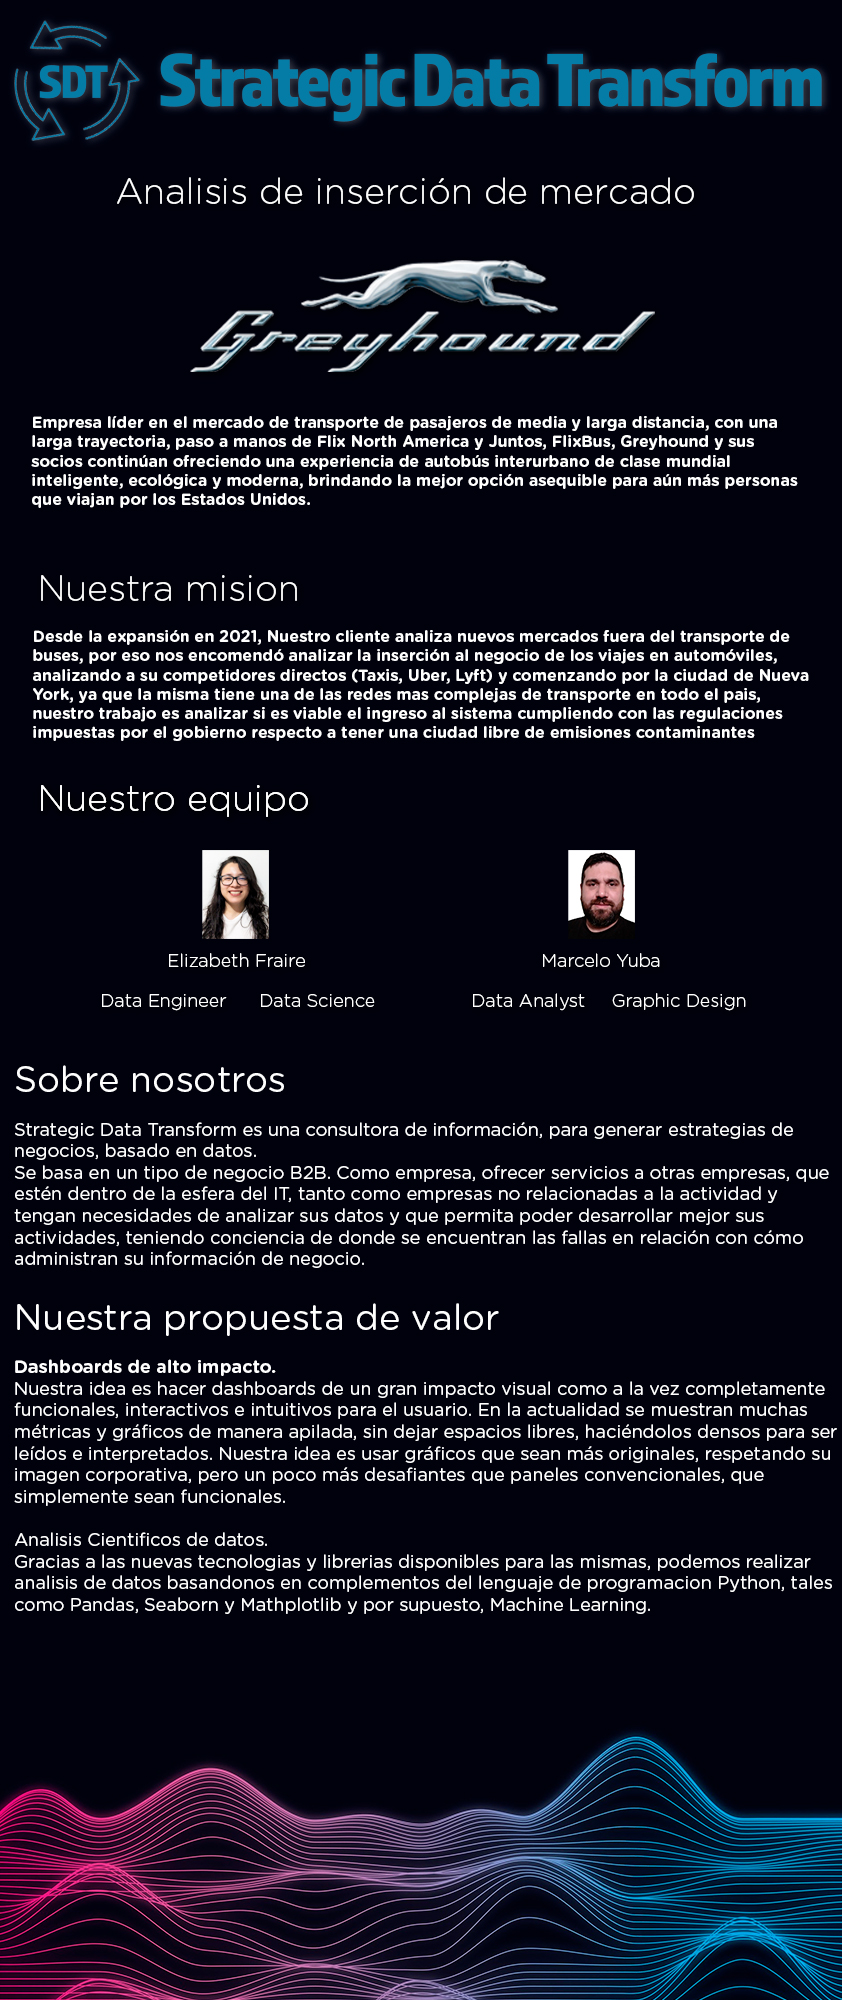 SDT
Strategic Data Transform
Analisis de inserción de mercado
Greyhound
Empresa líder en el mercado de transporte de pasajeros de media y larga distancia, con una
larga trayectoria, paso a manos de Flix North America y Juntos, FlixBus, Greyhound y sus
socios continúan ofreciendo una experiencia de autobús interurbano de clase mundial
inteligente, ecológica y moderna, brindando la mejor opción asequible para aún más personas
que viajan por los Estados Unidos.
Nuestra mision
Desde la expansión en 2021, Nuestro cliente analiza nuevos mercados fuera del transporte de
buses, por eso nos encomendó analizar la inserción al negocio de los viajes en automóviles,
analizando a su competidores directos (Taxis, Uber, Lyft) y comenzando por la ciudad de Nueva
York, ya que la misma tiene una de las redes mas complejas de transporte en todo el pais,
nuestro trabajo es analizar si es viable el ingreso al sistema cumpliendo con las regulaciones
impuestas por el gobierno respecto a tener una ciudad libre de emisiones contaminantes
Nuestro equipo
Elizabeth Fraire
Marcelo Yuba
Data Engineer Data Science
Data Analyst Graphic Design
Sobre nosotros
Strategic Data Transform es una consultora de información, para generar estrategias de
negocios, basado en datos.
Se basa en un tipo de negocio B2B. Como empresa, ofrecer servicios a otras empresas, que
estén dentro de la esfera del IT, tanto como empresas no relacionadas a la actividad y
tengan necesidades de analizar sus datos y que permita poder desarrollar mejor sus
actividades, teniendo conciencia de donde se encuentran las fallas en relación con cómo
administran su información de negocio.
Nuestra propuesta de valor
Dashboards de alto impacto.
Nuestra idea es hacer dashboards de un gran impacto visual como a la vez completamente
funcionales, interactivos e intuitivos para el usuario. En la actualidad se muestran muchas
métricas y gráficos de manera apilada, sin dejar espacios libres, haciéndolos densos para ser
leídos e interpretados. Nuestra idea es usar gráficos que sean más originales, respetando su
imagen corporativa, pero un poco más desafiantes que paneles convencionales, que
simplemente sean funcionales.
Analisis Cientificos de datos.
Gracias a las nuevas tecnologias y librerias disponibles para las mismas, podemos realizar
analisis de datos basandonos en complementos del lenguaje de programacion Python, tales
como Pandas, Seaborn y Mathplotlib y por supuesto, Machine Learning.